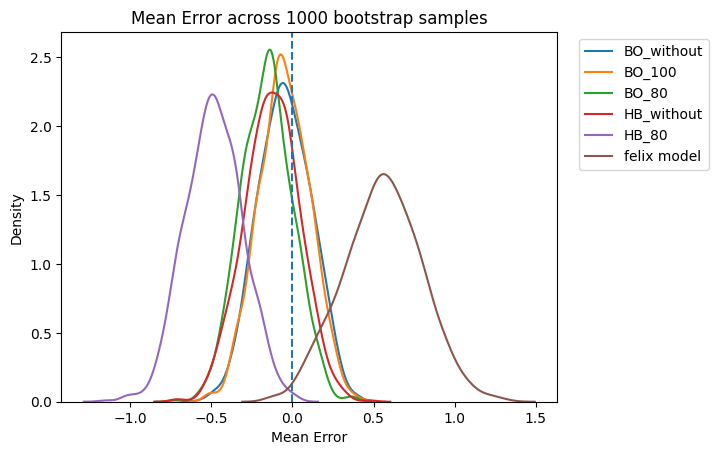 Mean Error across 1000 bootstrap samples
BO_without
BO_100
BO_80
HB_without
HB_80
felix model
Density
2.5
2.0
1.5
1.0
0.5
0.0
−1.0
−0.5
0.0
0.5
1.0
1.5
Mean Error